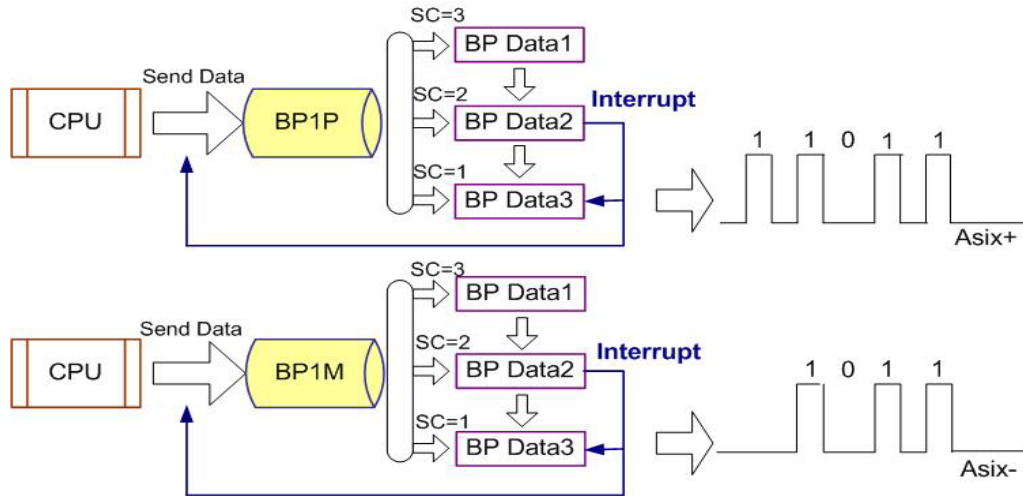 SC=3
BP Data1
Send Data
SC=2
Interrupt
CPU
BP1P
BP Data2
1 1 0 1 1
SC=1
BP Data3
Asix+
SC=3
BP Data1
Send Data
SC=2
Interrupt
CPU
BP1M
BP Data2
1 0 1 1
SC=1
BP Data3
Asix-